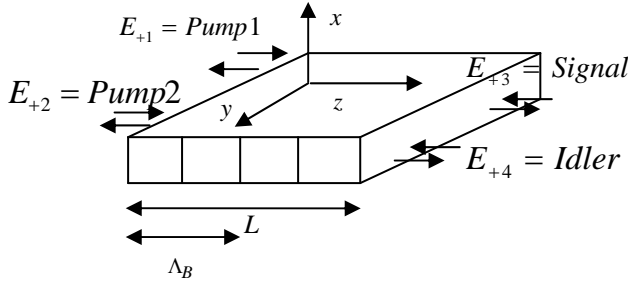 E₊₁ = Pump1
x
E₊₂ = Pump2
E₊₃ = Signal
y
z
E₊₄ = Idler
L
Λ_B